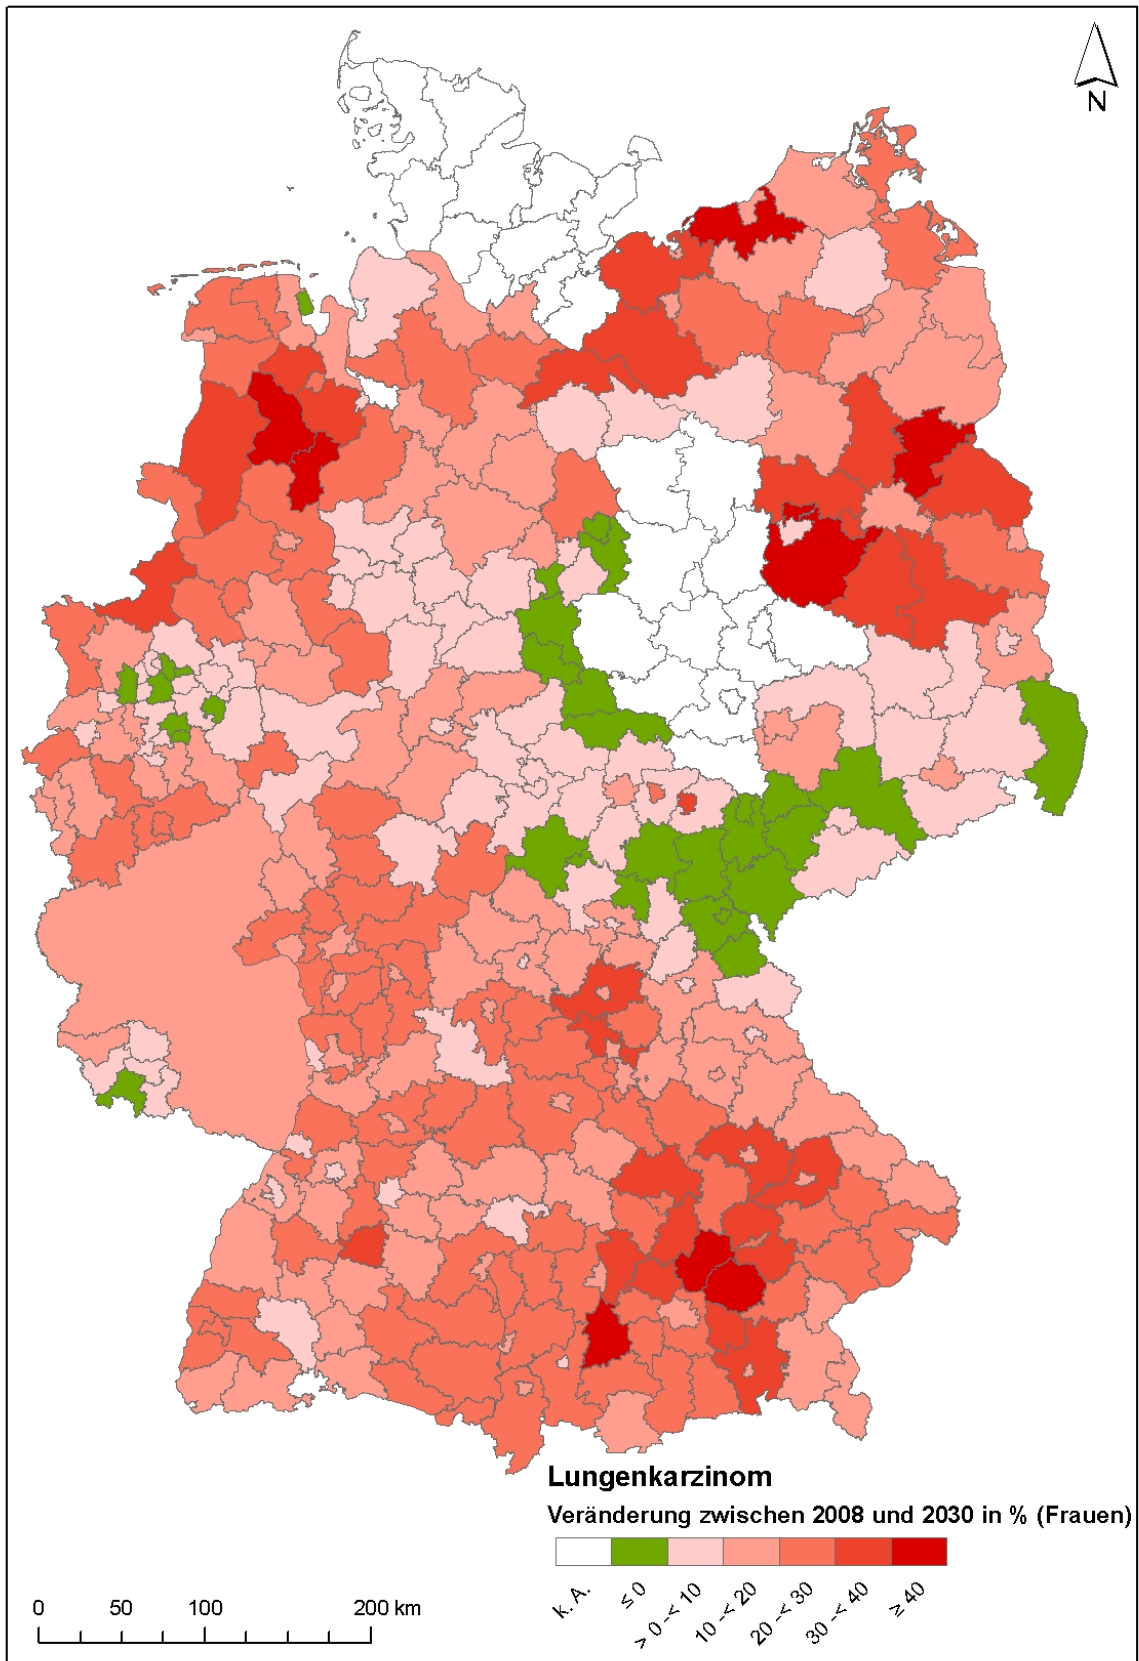 N
Lungenkarzinom
Veränderung zwischen 2008 und 2030 in % (Frauen)
k. A.
≤ 0
> 0 -< 10
10 -< 20
20 -< 30
30 -< 40
≥ 40
0 50 100 200 km